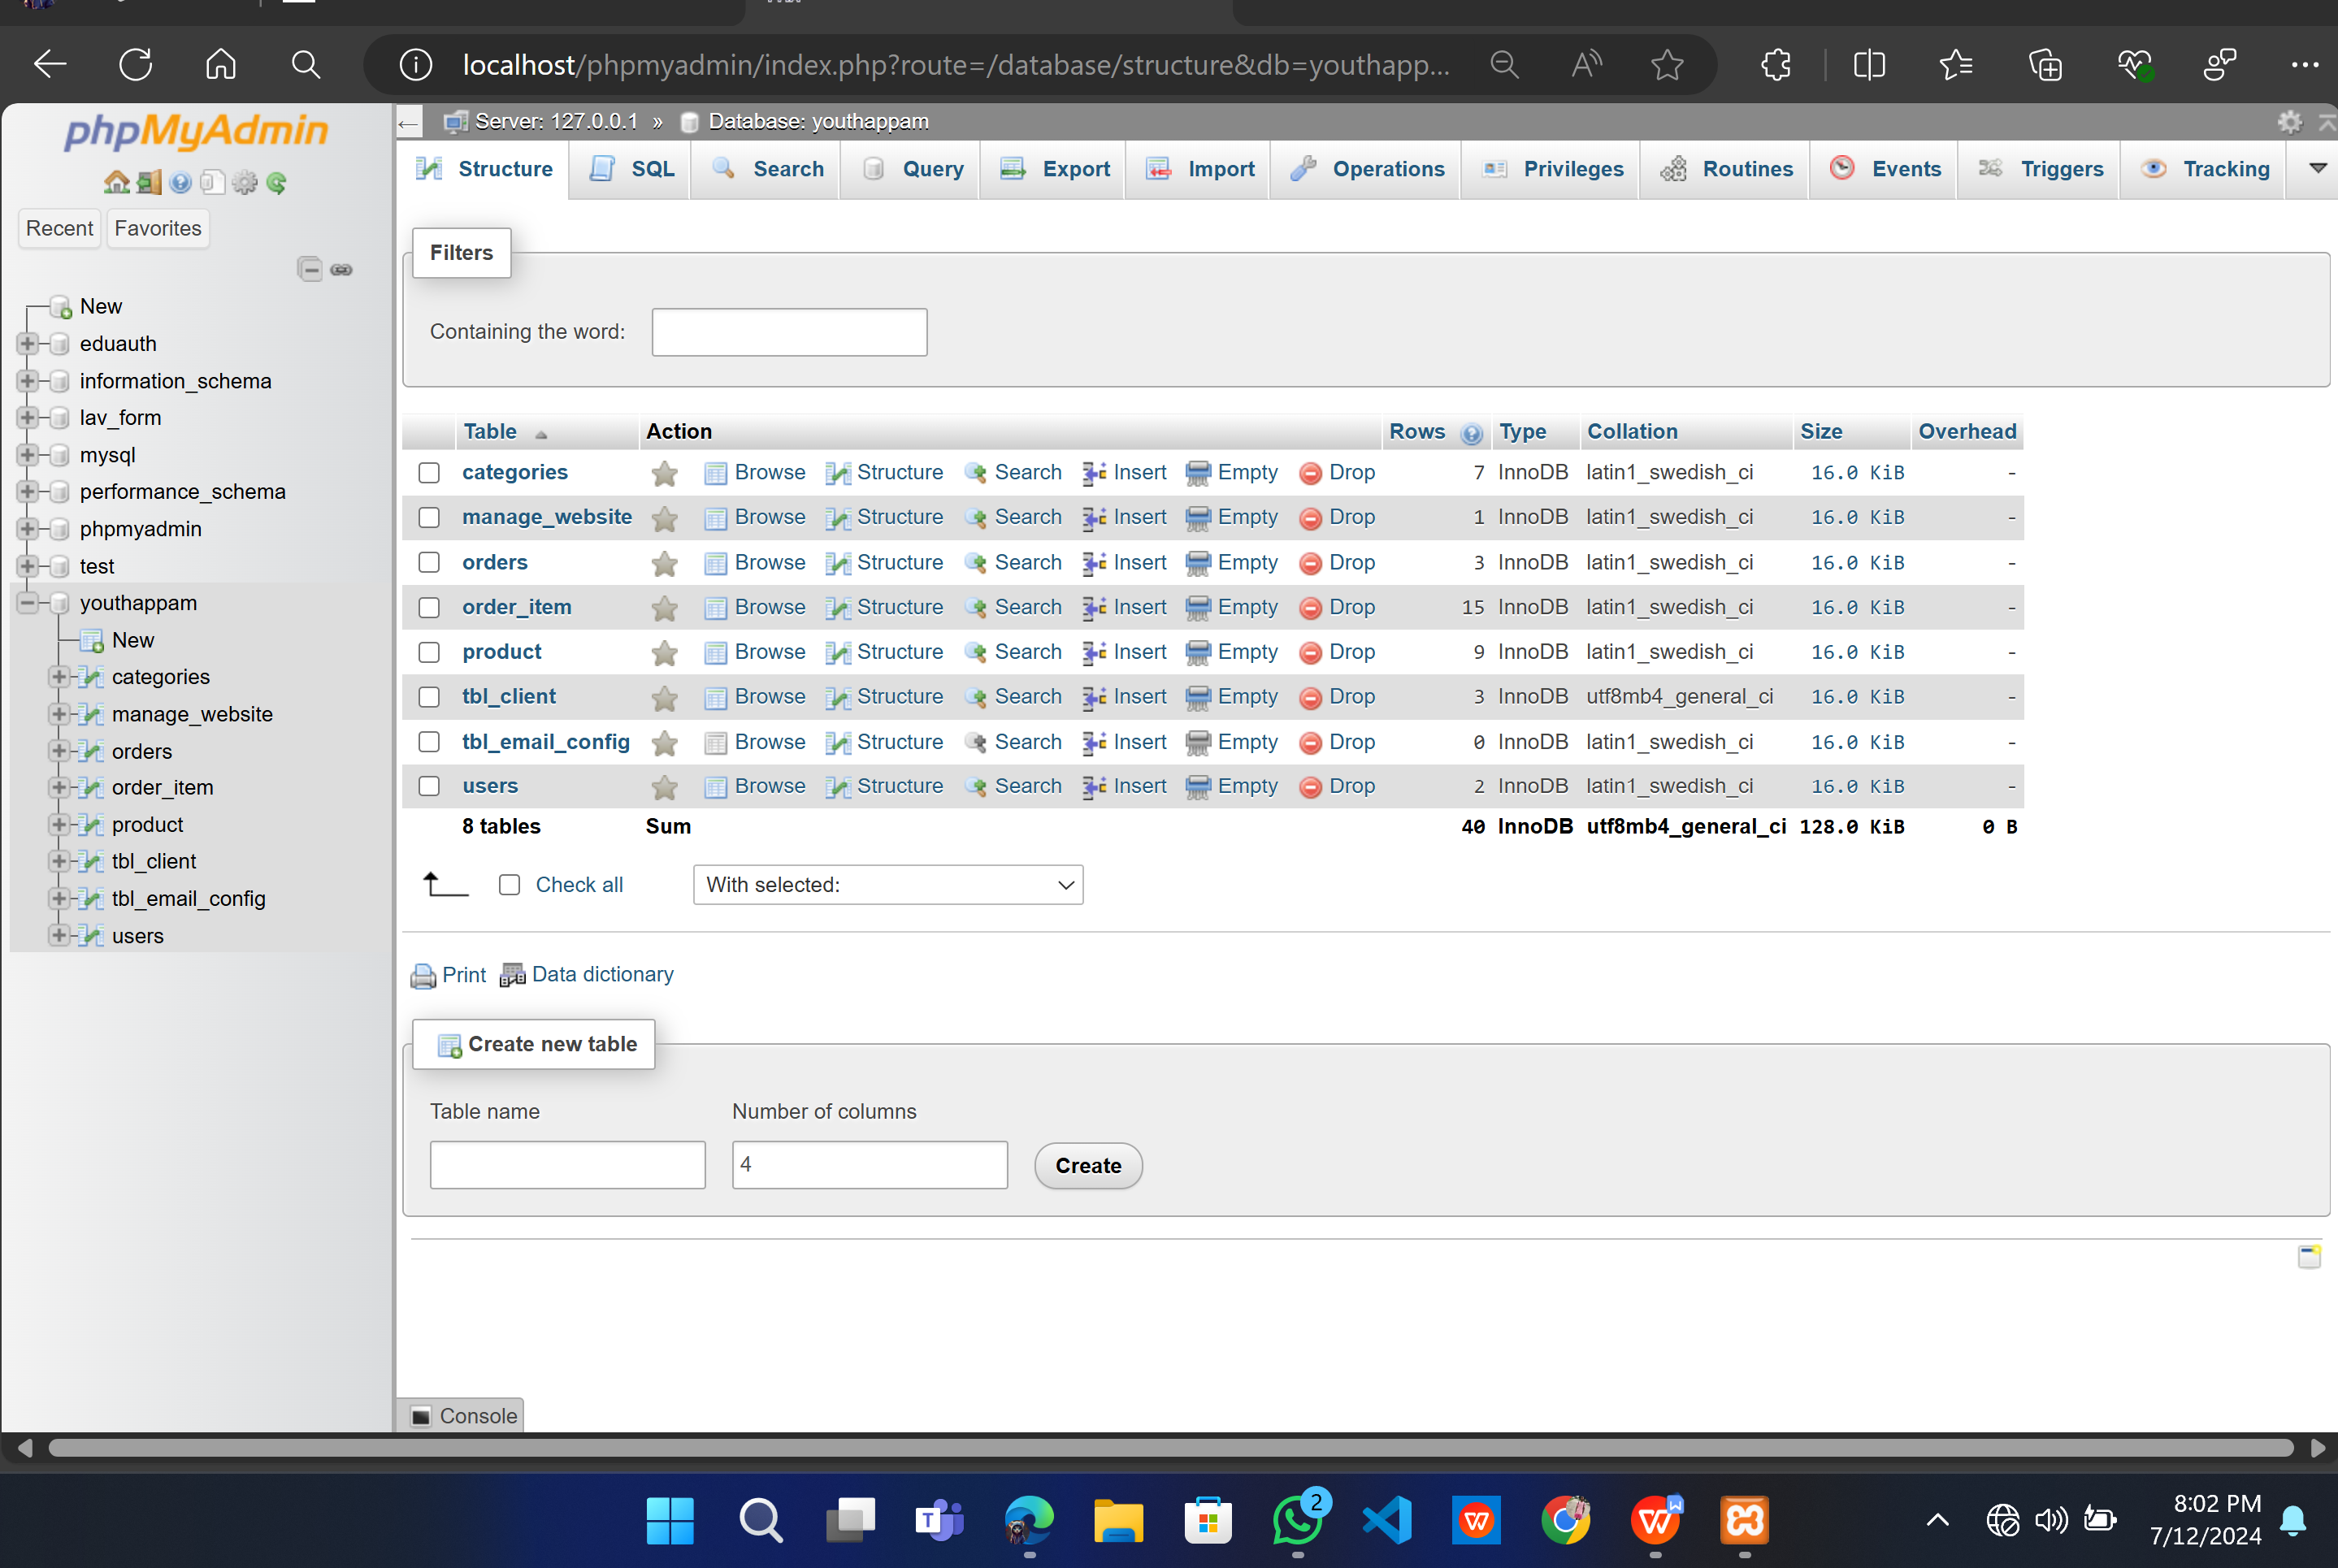 localhost/phpmyadmin/index.php?route=/database/structure&db=youthapp...
phpMyAdmin
Recent Favorites
New
eduauth
information_schema
lav_form
mysql
performance_schema
phpmyadmin
test
youthappam
New
categories
manage_website
orders
order_item
product
tbl_client
tbl_email_config
users
Server: 127.0.0.1 » Database: youthappam
Structure SQL Search Query Export Import Operations Privileges Routines Events Triggers Tracking
Filters
Containing the word:
Table Action Rows Type Collation Size Overhead
categories Browse Structure Search Insert Empty Drop 7 InnoDB latin1_swedish_ci 16.0 KiB -
manage_website Browse Structure Search Insert Empty Drop 1 InnoDB latin1_swedish_ci 16.0 KiB -
orders Browse Structure Search Insert Empty Drop 3 InnoDB latin1_swedish_ci 16.0 KiB -
order_item Browse Structure Search Insert Empty Drop 15 InnoDB latin1_swedish_ci 16.0 KiB -
product Browse Structure Search Insert Empty Drop 9 InnoDB latin1_swedish_ci 16.0 KiB -
tbl_client Browse Structure Search Insert Empty Drop 3 InnoDB utf8mb4_general_ci 16.0 KiB -
tbl_email_config Browse Structure Search Insert Empty Drop 0 InnoDB latin1_swedish_ci 16.0 KiB -
users Browse Structure Search Insert Empty Drop 2 InnoDB latin1_swedish_ci 16.0 KiB -
8 tables Sum 40 InnoDB utf8mb4_general_ci 128.0 KiB 0 B
Check all With selected:
Print Data dictionary
Create new table
Table name Number of columns
4 Create
Console
2
8:02 PM
7/12/2024